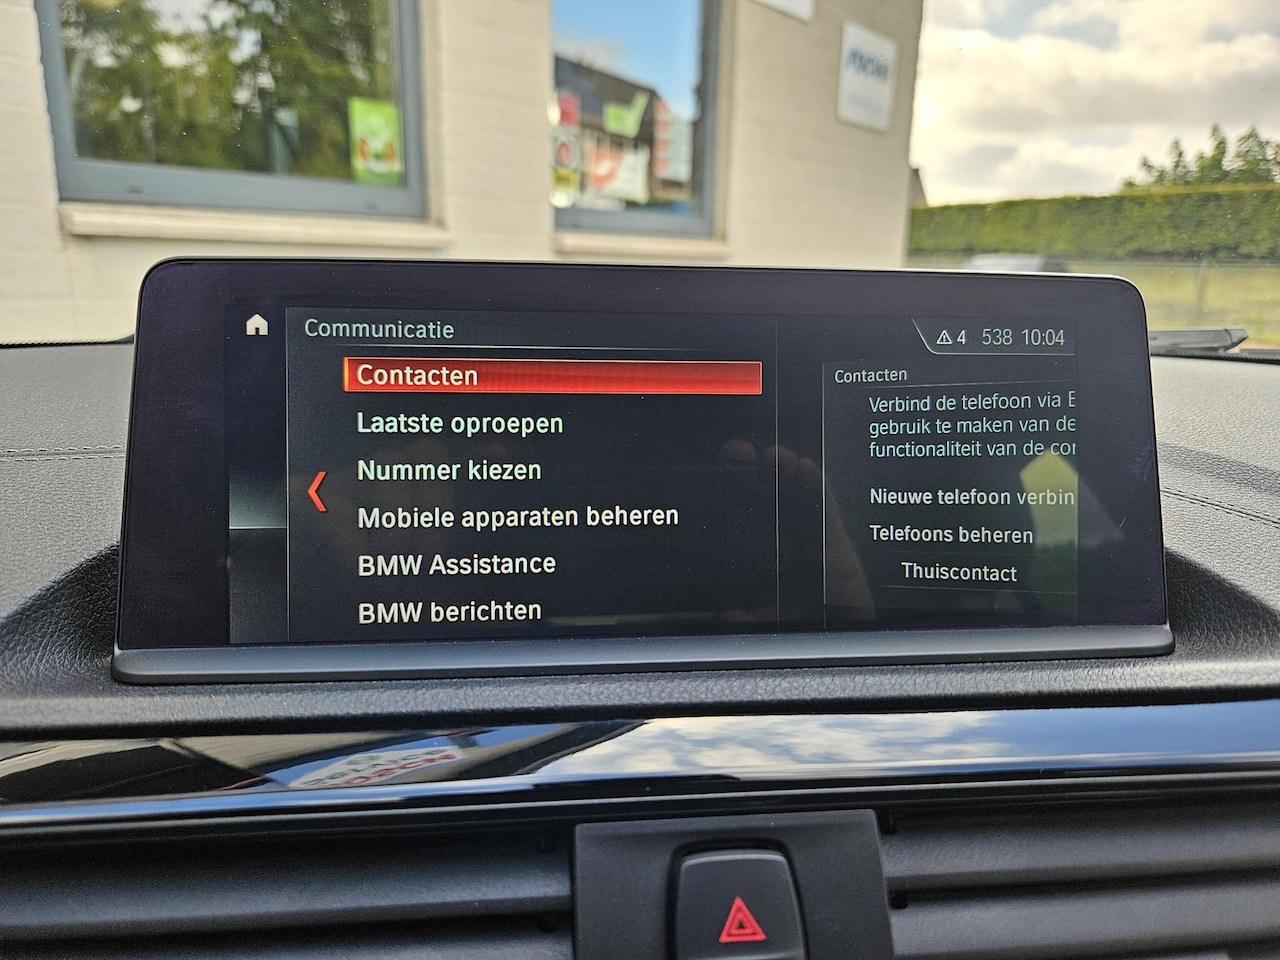 Communicatie
4 538 10:04
Contacten
Laatste oproepen
Nummer kiezen
Mobiele apparaten beheren
BMW Assistance
BMW berichten
Contacten
Verbind de telefoon via
gebruik te maken van de
functionaliteit van de
Nieuwe telefoon verbin
Telefoons beheren
Thuiscontact